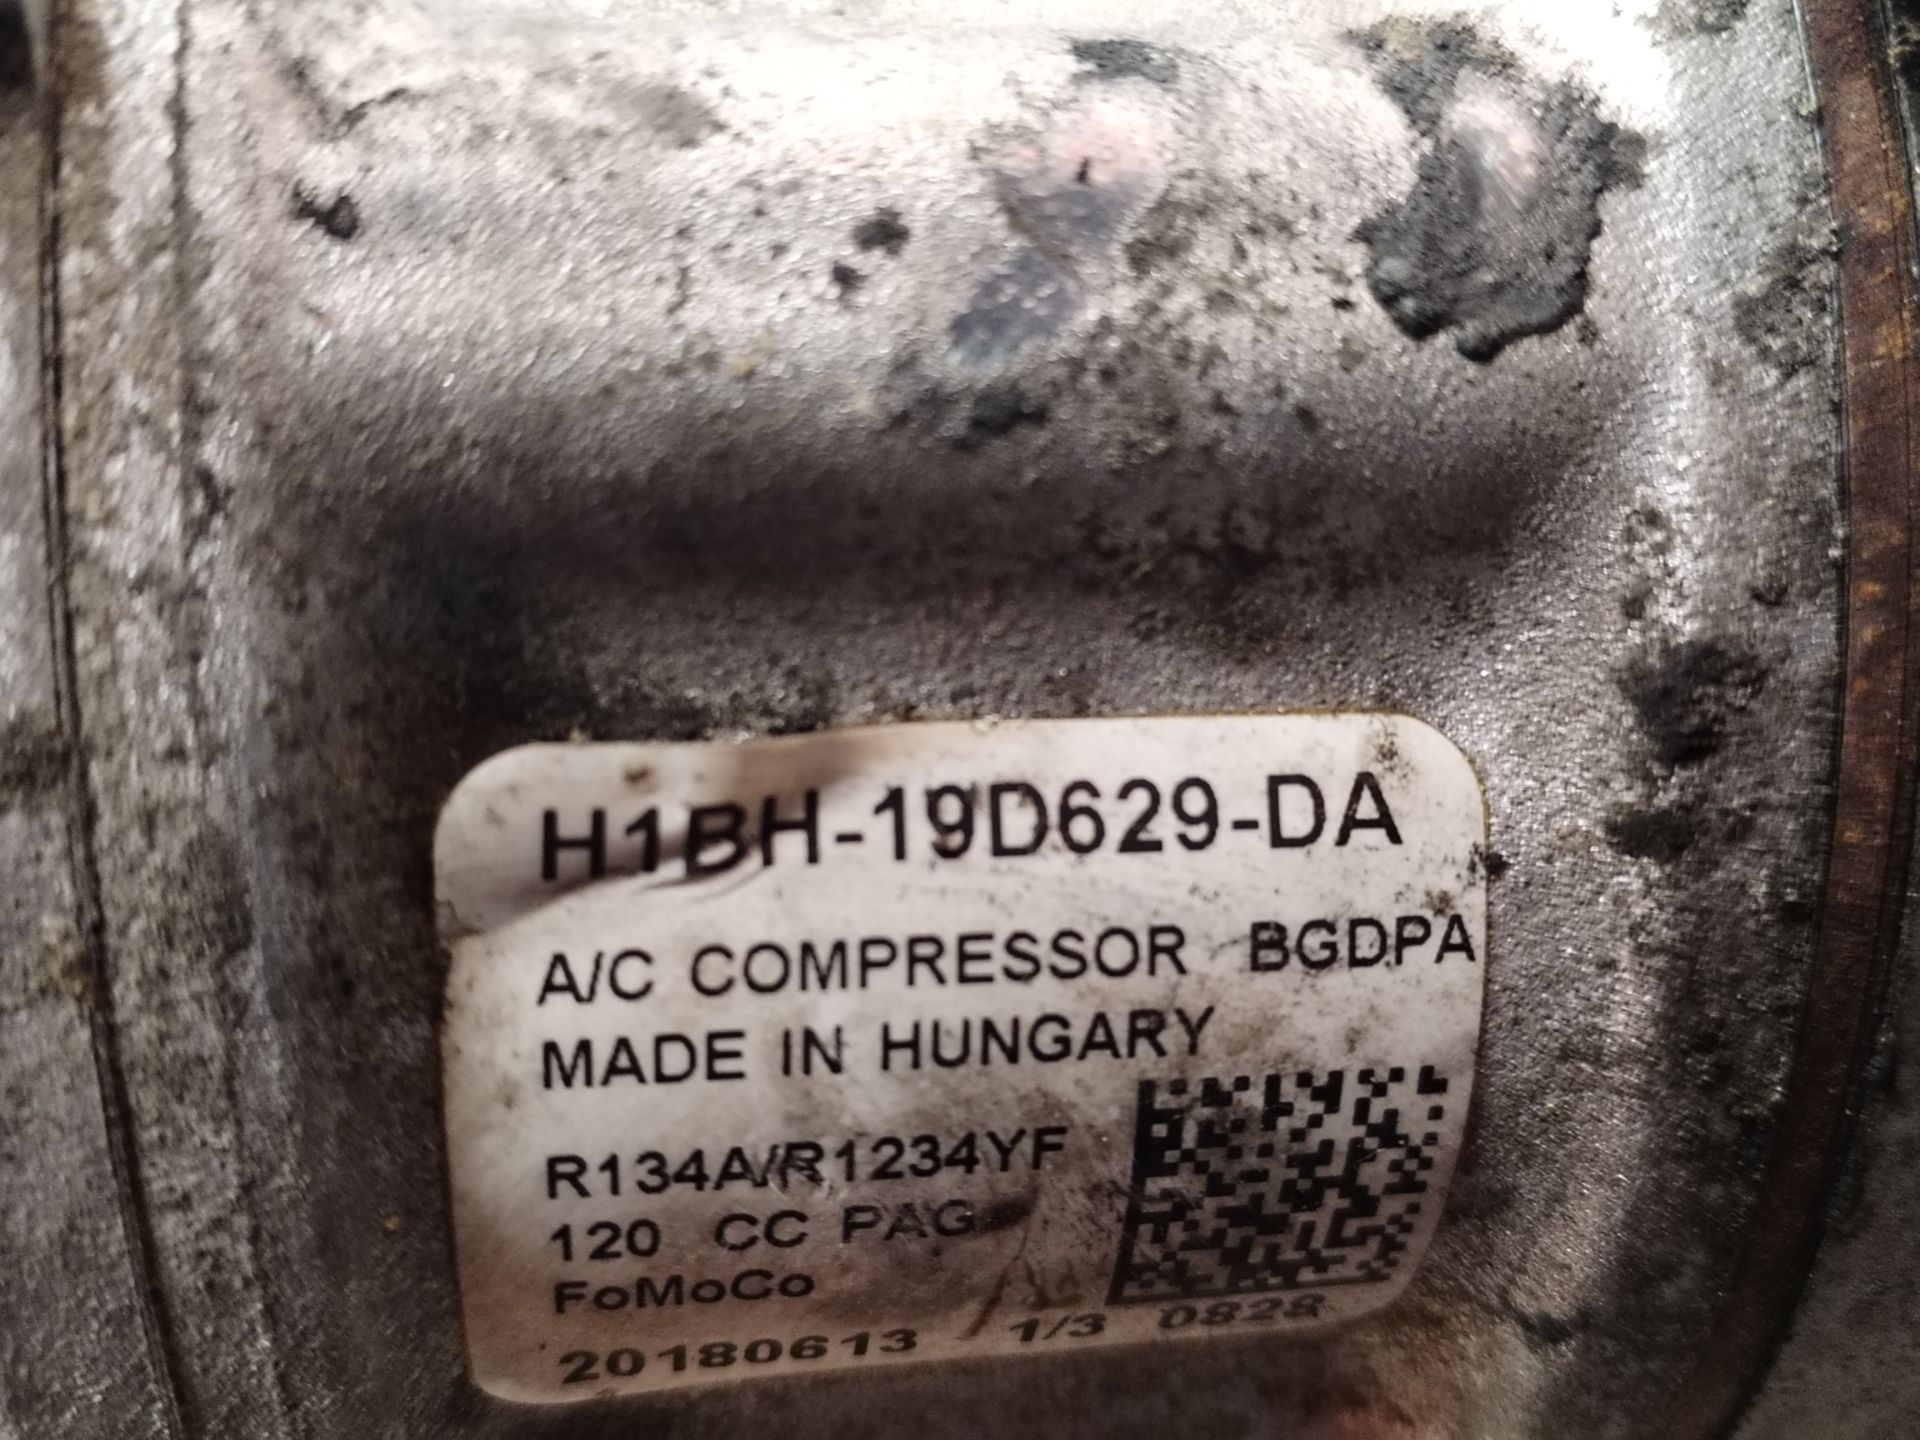 H1BH-19D629-DA
A/C COMPRESSOR BGDPA
MADE IN HUNGARY
R134A/R1234YF
120 CC PAG
FoMoCo
20180613 1/3 0828